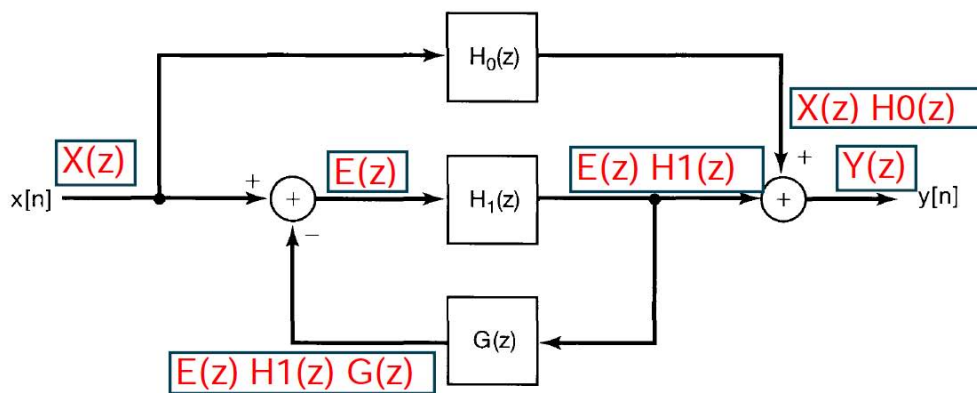 H₀(z)
X(z) H0(z)
X(z)
E(z)
E(z) H1(z)
+
Y(z)
x[n]
+
+
H₁(z)
+
y[n]
−
G(z)
E(z) H1(z) G(z)